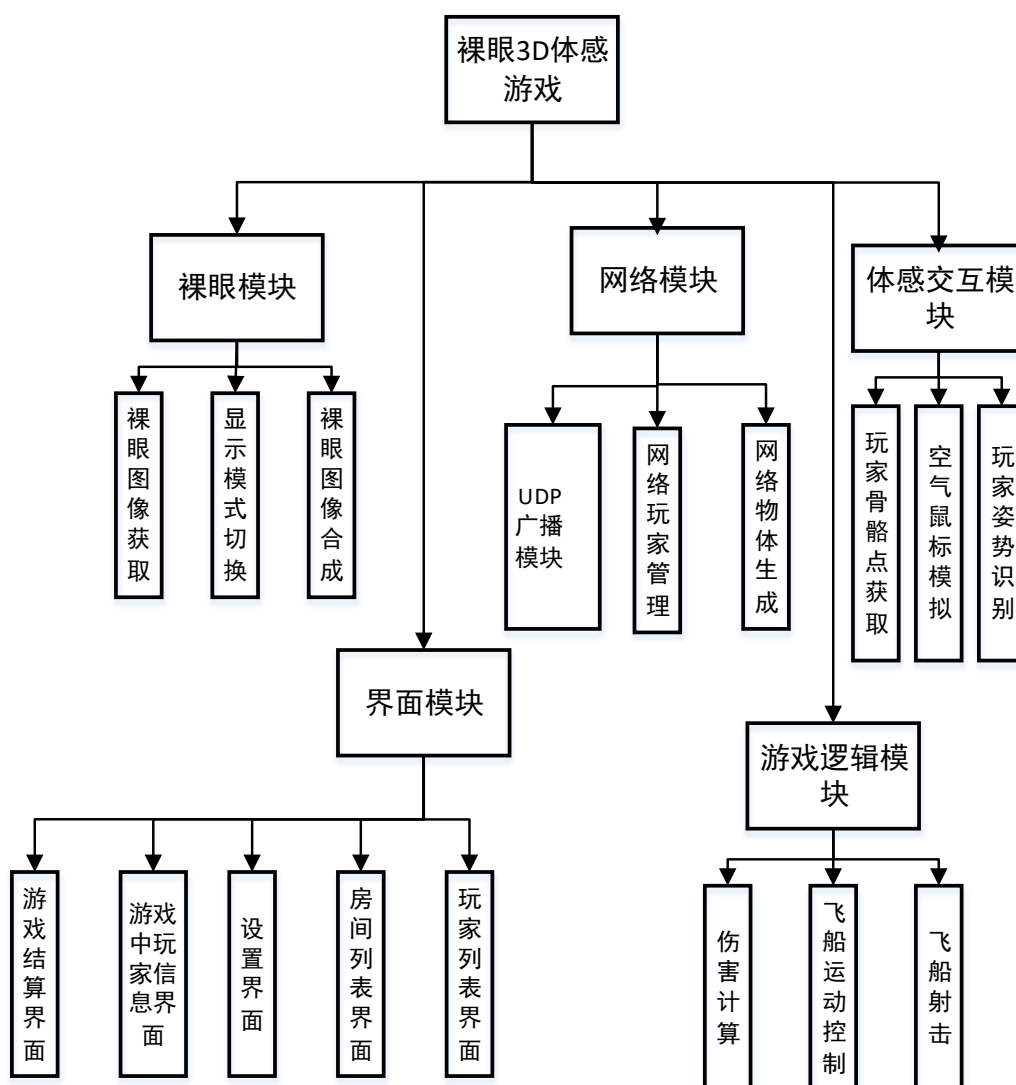 裸眼3D体感
游戏
裸眼模块
网络模块
体感交互模
块
裸眼图像获取
显示模式切换
裸眼图像合成
UDP
广播
模块
网络玩家管理
网络物体生成
玩家骨骼点获取
空气鼠标模拟
玩家姿势识别
界面模块
游戏逻辑模
块
游戏结算界面
游戏
中玩
家信
息界
面
设置界面
房间列表界面
玩家列表界面
伤害计算
飞船运动控制
飞船射击